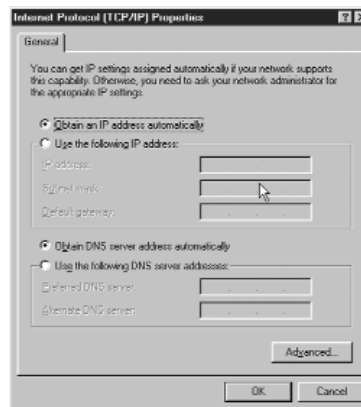 Internet Protocol (TCP/IP) Properties
General
You can get IP settings assigned automatically if your network supports
this capability. Otherwise, you need to ask your network administrator for
the appropriate IP settings.
Obtain an IP address automatically
Use the following IP address:
IP address:
Subnet mask:
Default gateway:
Obtain DNS server address automatically
Use the following DNS server addresses:
Preferred DNS server:
Alternate DNS server:
Advanced...
OK Cancel